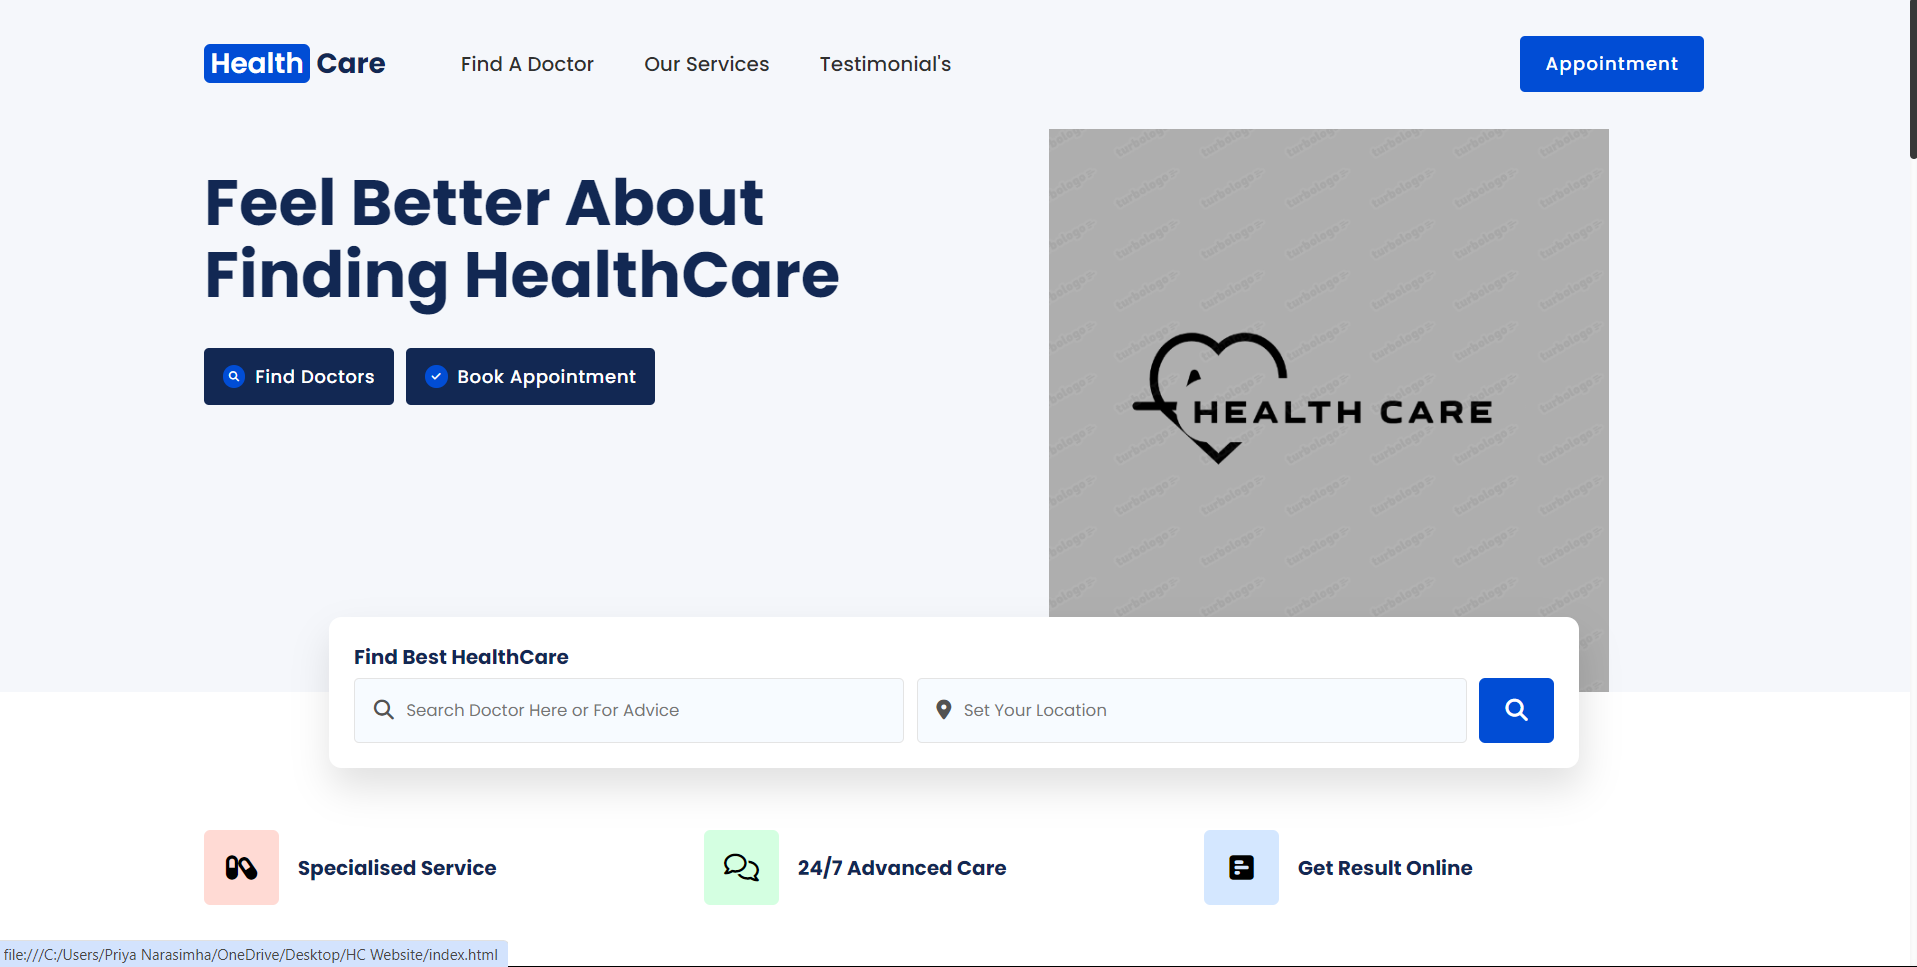 Health Care
Find A Doctor
Our Services
Testimonial's
Appointment
Feel Better About
Finding HealthCare
Find Doctors
Book Appointment
HEALTH CARE
turbologo
Find Best HealthCare
Search Doctor Here or For Advice
Set Your Location
Specialised Service
24/7 Advanced Care
Get Result Online
file:///C:/Users/Priya Narasimha/OneDrive/Desktop/HC Website/index.html